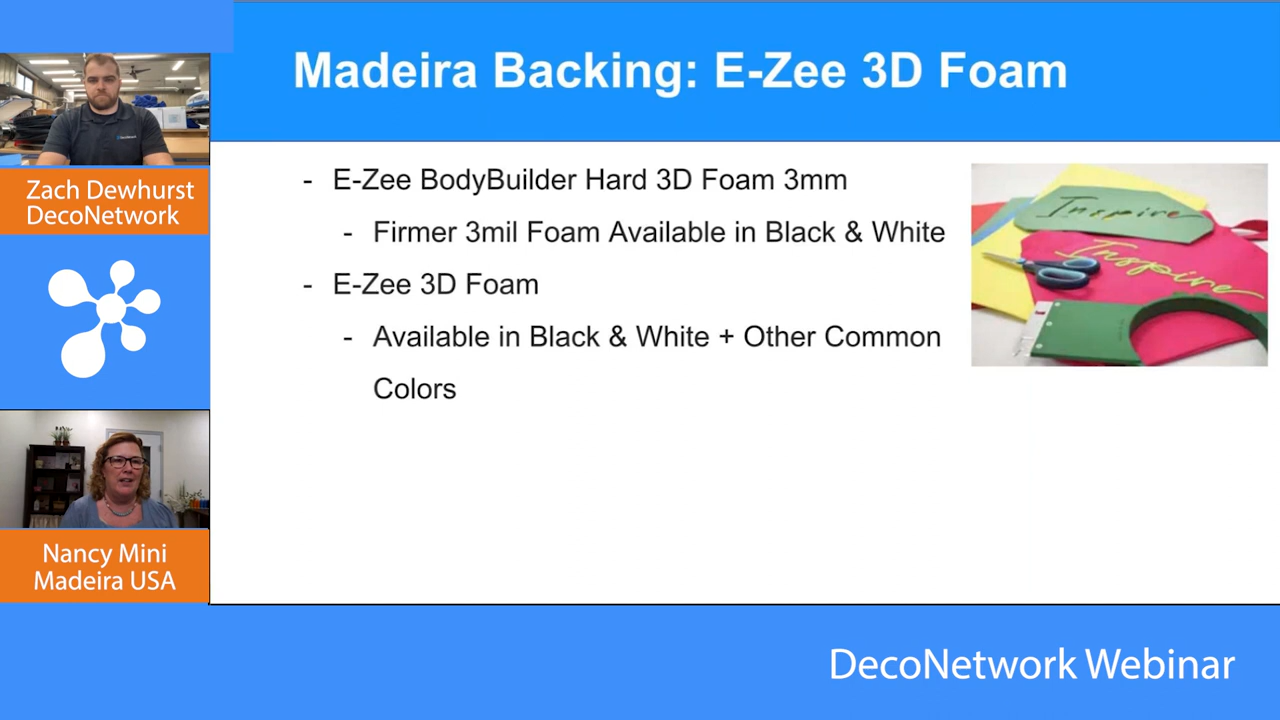 Madeira Backing: E-Zee 3D Foam
Zach Dewhurst
DecoNetwork
- E-Zee BodyBuilder Hard 3D Foam 3mm
- Firmer 3mil Foam Available in Black & White
- E-Zee 3D Foam
- Available in Black & White + Other Common
Colors
Inspire
Inspire
Nancy Mini
Madeira USA
DecoNetwork Webinar